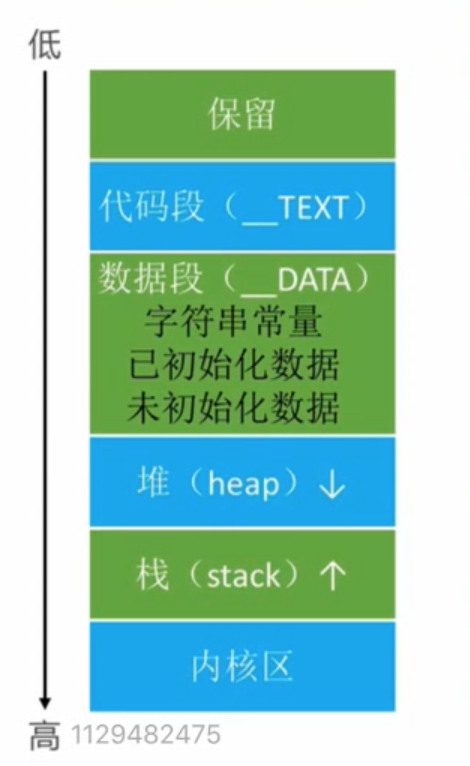 低
保留
代码段（__TEXT）
数据段（__DATA）
字符串常量
已初始化数据
未初始化数据
堆（heap）↓
栈（stack）↑
内核区
高 1129482475